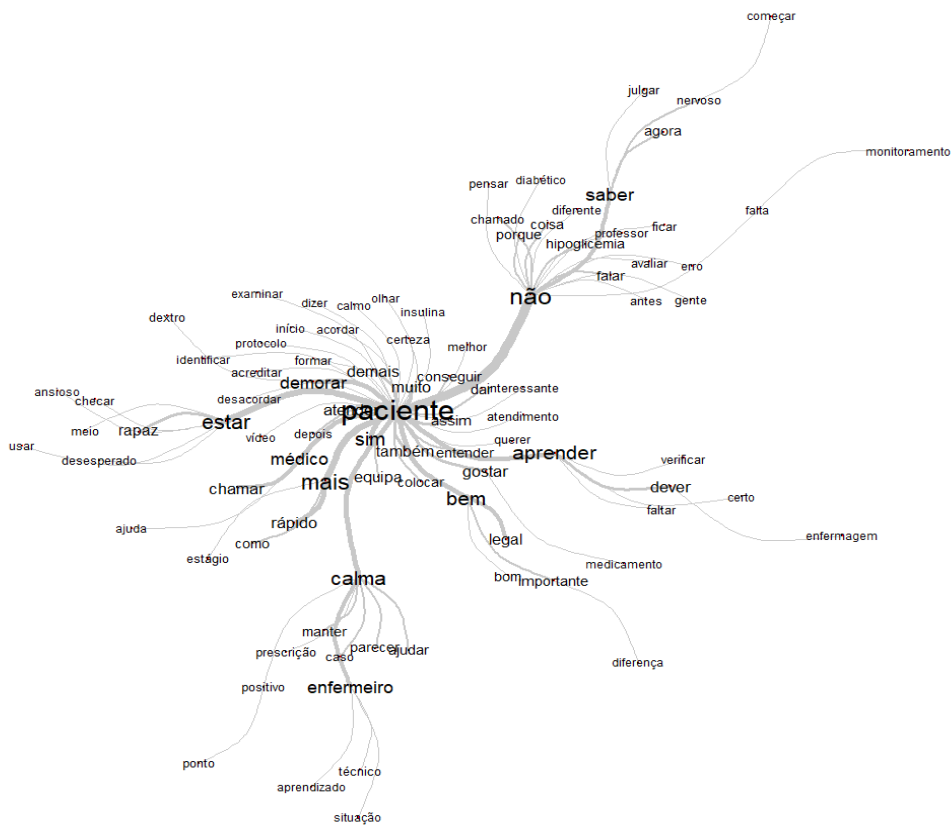 começar
julgar
nervoso
agora
monitoramento
pensar
diabético
saber
falta
chamado
coisa
diferente
porque
professor
ficar
hipoglicemia
avaliar
erro
falar
não
antes
gente
examinar
dizer
calmo
olhar
insulina
dextro
início
acordar
certeza
protocolo
melhor
identificar
formar
acreditar
demais
conseguir
demorar
muito
daí
interessante
ansioso
checar
desacordar
paciente
atender
assim
atendimento
meio
rapaz
estar
vídeo
depois
sim
querer
usar
desesperado
médico
também
entender
aprender
verificar
chamar
mais
equipa
colocar
gostar
dever
bem
certo
faltar
ajuda
rápido
como
legal
enfermagem
estágio
medicamento
calma
bom
importante
manter
prescrição
caso
parecer
ajudar
diferença
positivo
enfermeiro
ponto
técnico
aprendizado
situação